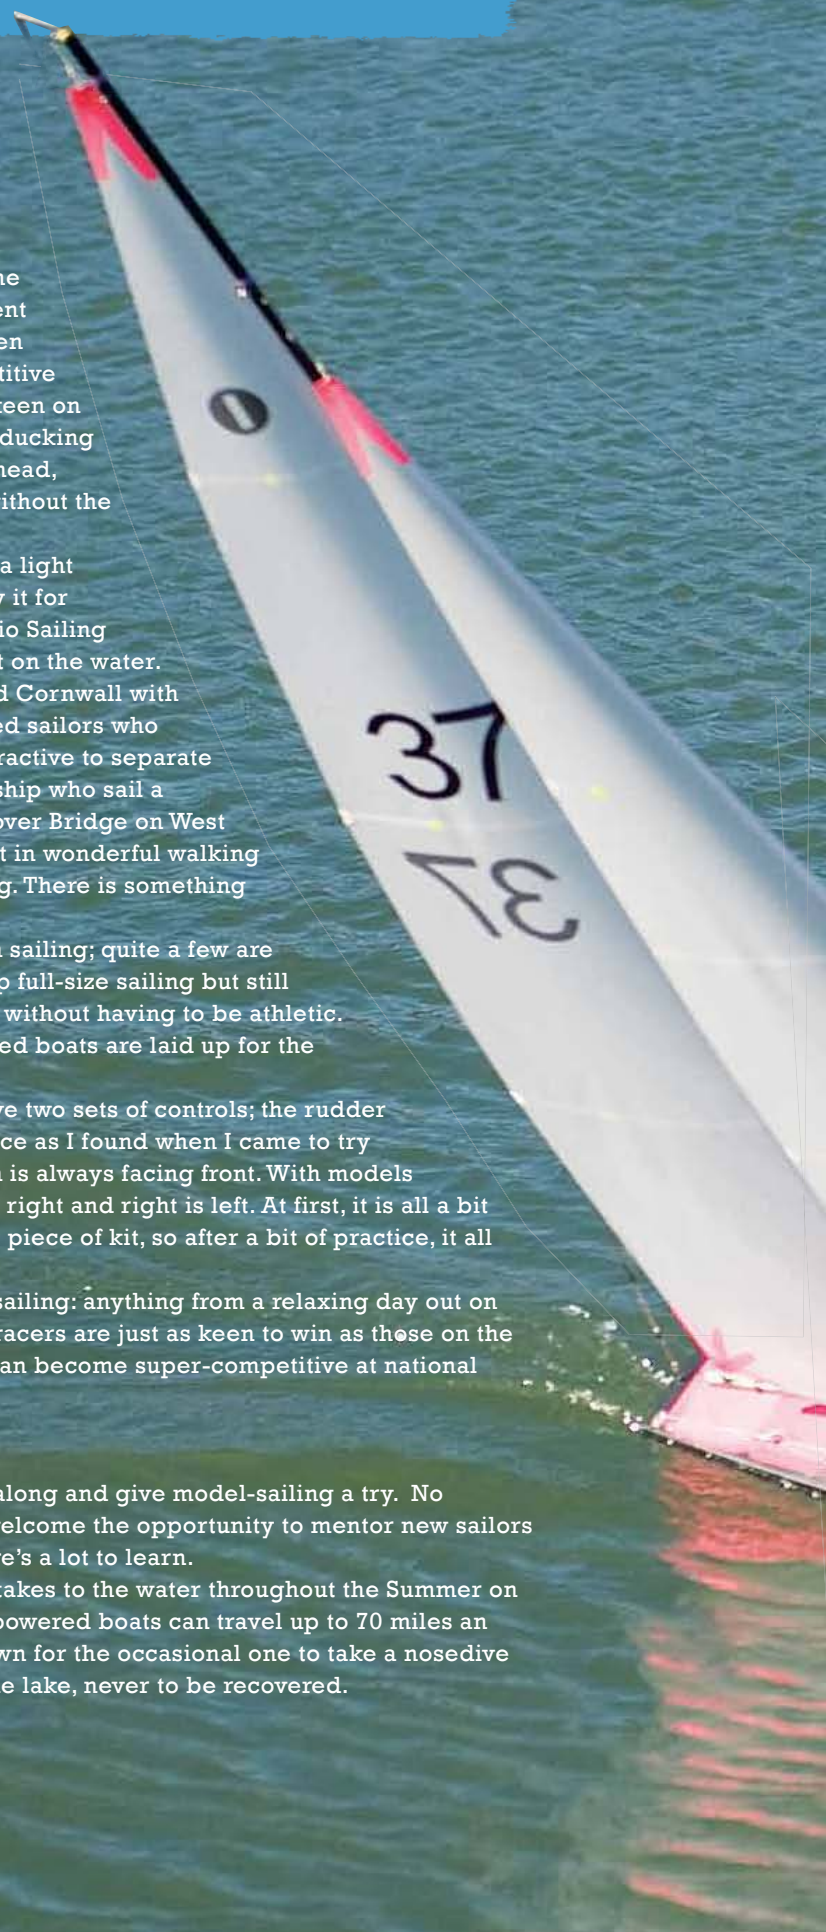 ne
ent
en
titive
keen on
ducking
head,
without the
a light
y it for
io Sailing
t on the water.
d Cornwall with
ed sailors who
ractive to separate
ship who sail a
over Bridge on West
t in wonderful walking
g. There is something
n sailing; quite a few are
p full-size sailing but still
without having to be athletic.
ed boats are laid up for the
ve two sets of controls; the rudder
ce as I found when I came to try
n is always facing front. With models
right and right is left. At first, it is all a bit
piece of kit, so after a bit of practice, it all
sailing: anything from a relaxing day out on
racers are just as keen to win as those on the
an become super-competitive at national
along and give model-sailing a try. No
welcome the opportunity to mentor new sailors
e's a lot to learn.
takes to the water throughout the Summer on
powered boats can travel up to 70 miles an
wn for the occasional one to take a nosedive
e lake, never to be recovered.
37
37